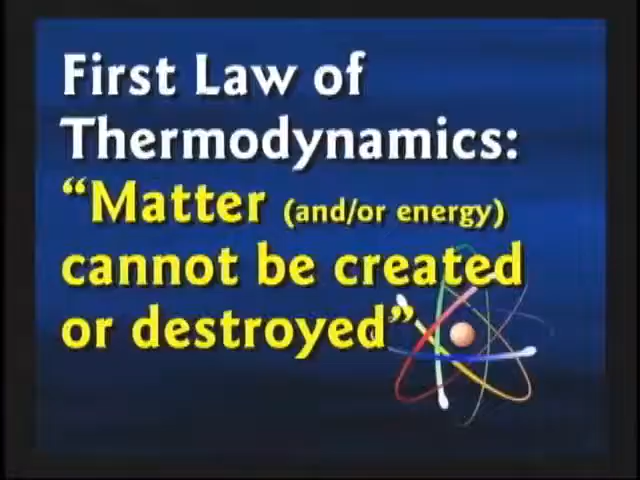 First Law of
Thermodynamics:
“Matter (and/or energy)
cannot be created
or destroyed”